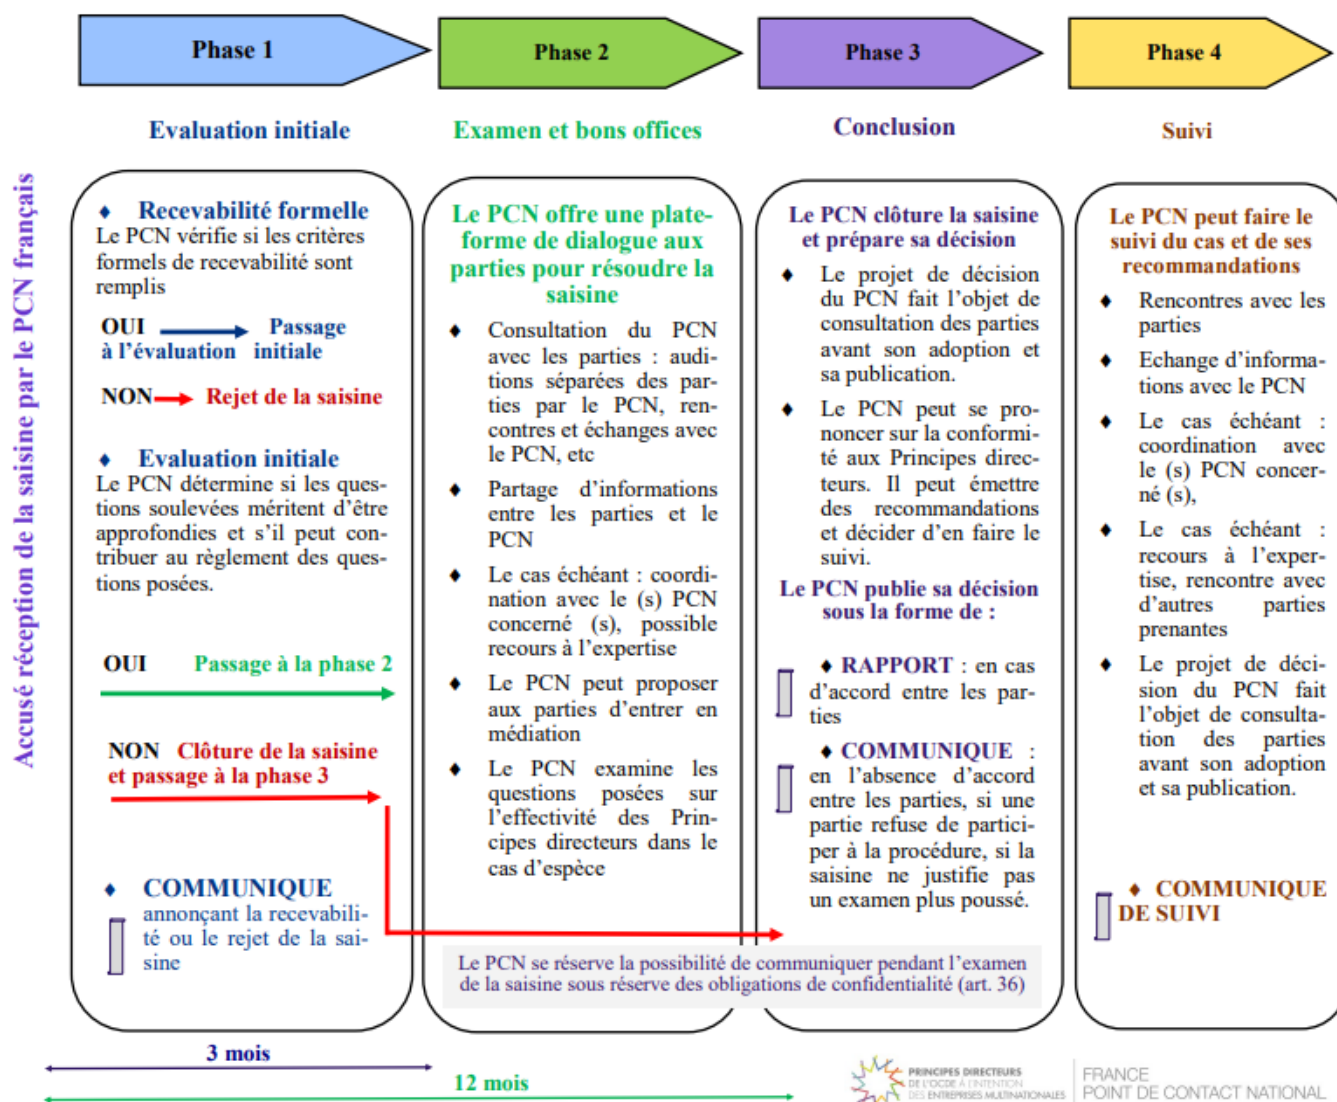 Phase 1
Phase 2
Phase 3
Phase 4
Evaluation initiale
Examen et bons offices
Conclusion
Suivi
Accusé réception de la saisine par le PCN français
♦ Recevabilité formelle
Le PCN vérifie si les critères
formels de recevabilité sont
remplis
OUI Passage
à l'évaluation initiale
NON Rejet de la saisine
♦ Evaluation initiale
Le PCN détermine si les ques-
tions soulevées méritent d'être
approfondies et s'il peut con-
tribuer au règlement des ques-
tions posées.
OUI Passage à la phase 2
NON Clôture de la saisine
et passage à la phase 3
♦ COMMUNIQUE
annonçant la recevabili-
té ou le rejet de la sai-
sine
Le PCN offre une plate-
forme de dialogue aux
parties pour résoudre la
saisine
♦ Consultation du PCN
avec les parties : audi-
tions séparées des par-
ties par le PCN, ren-
contres et échanges avec
le PCN, etc
♦ Partage d'informations
entre les parties et le
PCN
♦ Le cas échéant : coordi-
nation avec le (s) PCN
concerné (s), possible
recours à l'expertise
♦ Le PCN peut proposer
aux parties d'entrer en
médiation
♦ Le PCN examine les
questions posées sur
l'effectivité des Prin-
cipes directeurs dans le
cas d'espèce
Le PCN clôture la saisine
et prépare sa décision
♦ Le projet de décision
du PCN fait l'objet de
consultation des parties
avant son adoption et
sa publication.
♦ Le PCN peut se pro-
noncer sur la conformi-
té aux Principes direc-
teurs. Il peut émettre
des recommandations
et décider d'en faire le
suivi.
Le PCN publie sa décision
sous la forme de :
♦ RAPPORT : en cas
d'accord entre les par-
ties
♦ COMMUNIQUE :
en l'absence d'accord
entre les parties, si une
partie refuse de partici-
per à la procédure, si la
saisine ne justifie pas
un examen plus poussé.
Le PCN se réserve la possibilité de communiquer pendant l'examen
de la saisine sous réserve des obligations de confidentialité (art. 36)
Le PCN peut faire le
suivi du cas et de ses
recommandations
♦ Rencontres avec les
parties
♦ Echange d'informa-
tions avec le PCN
♦ Le cas échéant :
coordination avec
le (s) PCN concer-
né (s),
♦ Le cas échéant :
recours à l'exper-
tise, rencontre avec
d'autres parties
prenantes
♦ Le projet de déci-
sion du PCN fait
l'objet de consulta-
tion des parties
avant son adoption
et sa publication.
♦ COMMUNIQUE
DE SUIVI
3 mois
12 mois
PRINCIPES DIRECTEURS
DE L'OCDE À L'INTENTION
DES ENTREPRISES MULTINATIONALES
FRANCE
POINT DE CONTACT NATIONAL